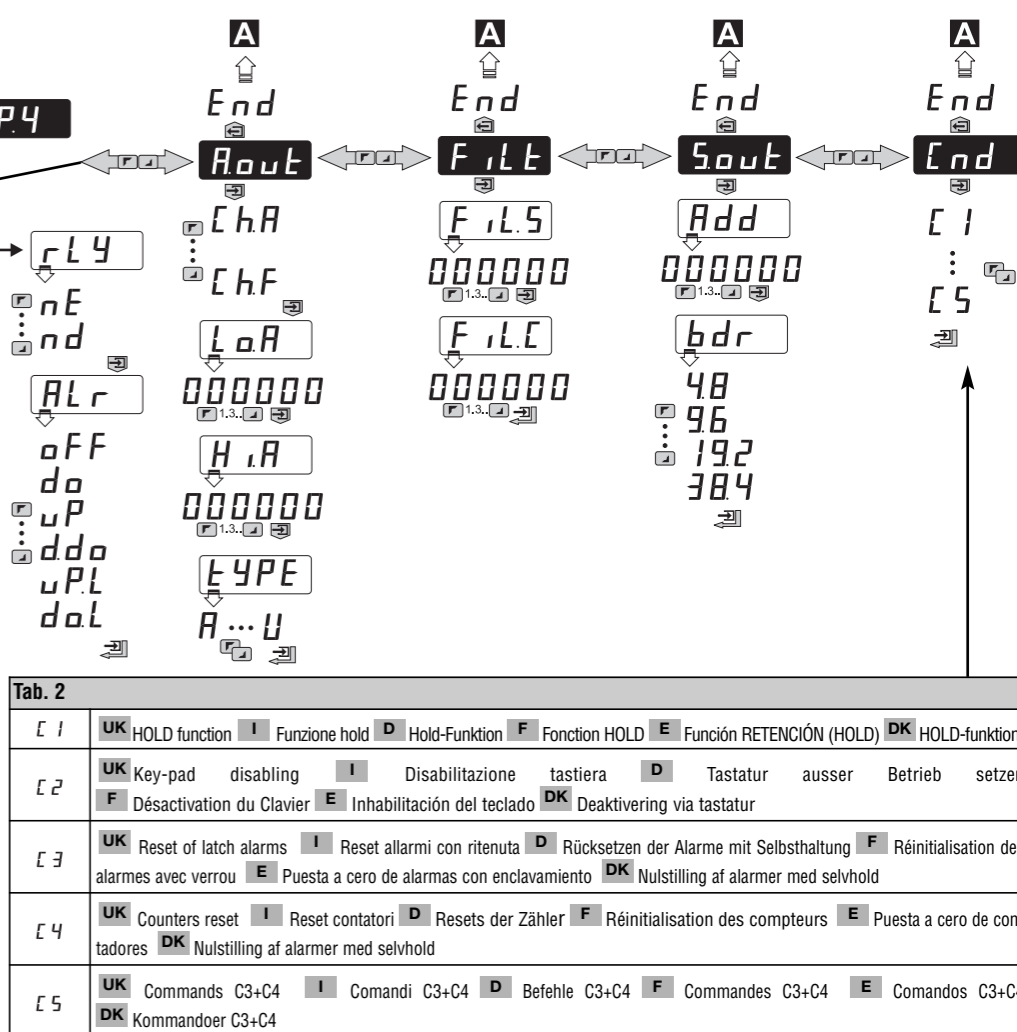 A A A A
End End End End
P.4
A.out FiLt S.out Cnd
Ch.A FiL.S Add C1
rLY
Ch.F 000000 000000
1.3.. 1.3..
nE C5
nd Lo.A FiL.C bdr
ALr 000000 000000 4.8
1.3.. 1.3..
oFF 9.6
do Hi.A 19.2
uP 000000 38.4
1.3..
d.do
uP.L tYPE
do.L A ... U
Tab. 2
C1 UK HOLD function I Funzione hold D Hold-Funktion F Fonction HOLD E Función RETENCIÓN (HOLD) DK HOLD-funktion
C2 UK Key-pad disabling I Disabilitazione tastiera D Tastatur ausser Betrieb setzen
F Désactivation du Clavier E Inhabilitación del teclado DK Deaktivering via tastatur
C3 UK Reset of latch alarms I Reset allarmi con ritenuta D Rücksetzen der Alarme mit Selbsthaltung F Réinitialisation de
alarmes avec verrou E Puesta a cero de alarmas con enclavamiento DK Nulstilling af alarmer med selvhold
C4 UK Counters reset I Reset contatori D Resets der Zähler F Réinitialisation des compteurs E Puesta a cero de con
tadores DK Nulstilling af alarmer med selvhold
C5 UK Commands C3+C4 I Comandi C3+C4 D Befehle C3+C4 F Commandes C3+C4 E Comandos C3+C4
DK Kommandoer C3+C4